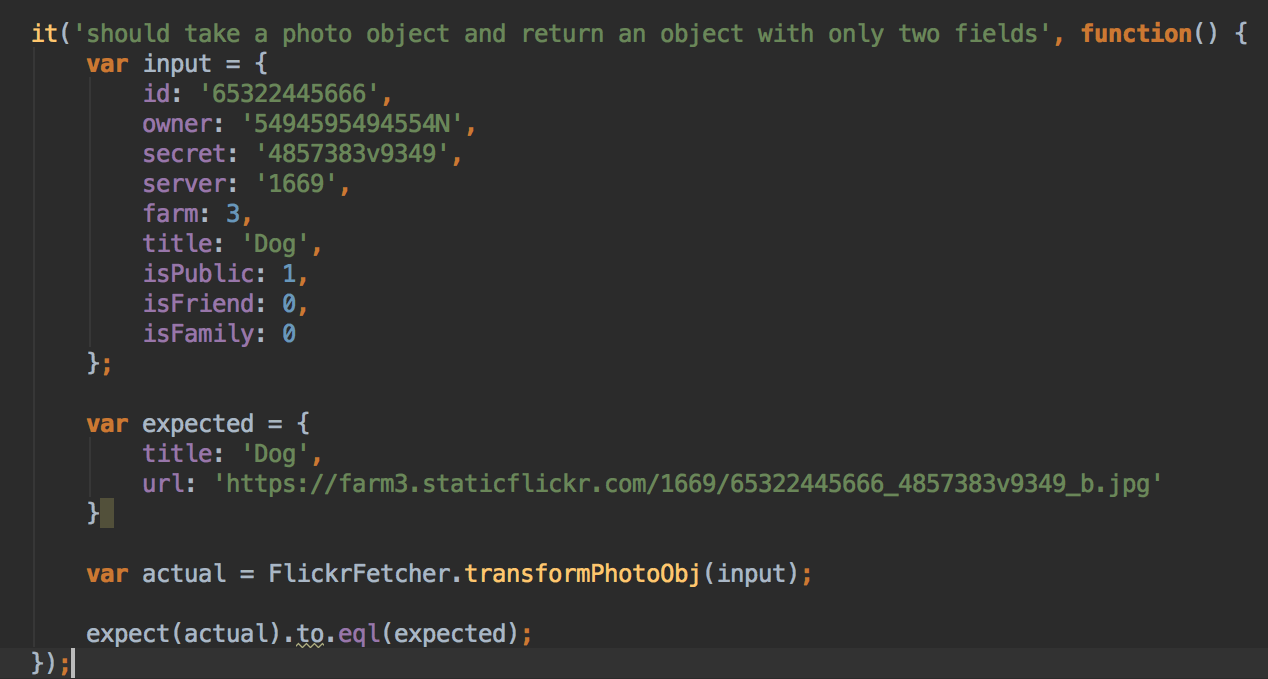 it('should take a photo object and return an object with only two fields', function() {
    var input = {
        id: '65322445666',
        owner: '5494595494554N',
        secret: '4857383v9349',
        server: '1669',
        farm: 3,
        title: 'Dog',
        isPublic: 1,
        isFriend: 0,
        isFamily: 0
    };
    var expected = {
        title: 'Dog',
        url: 'https://farm3.staticflickr.com/1669/65322445666_4857383v9349_b.jpg'
    }
    var actual = FlickrFetcher.transformPhotoObj(input);
    expect(actual).to.eql(expected);
});